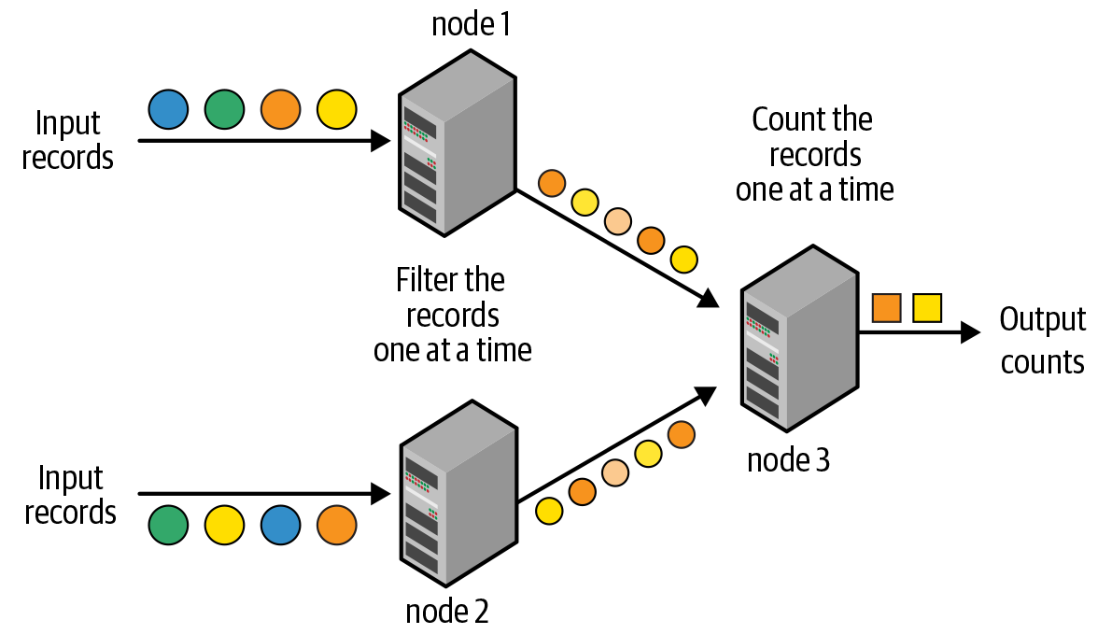 node 1
Input
records
Count the
records
one at a time
Filter the
records
one at a time
Output
counts
node 3
Input
records
node 2